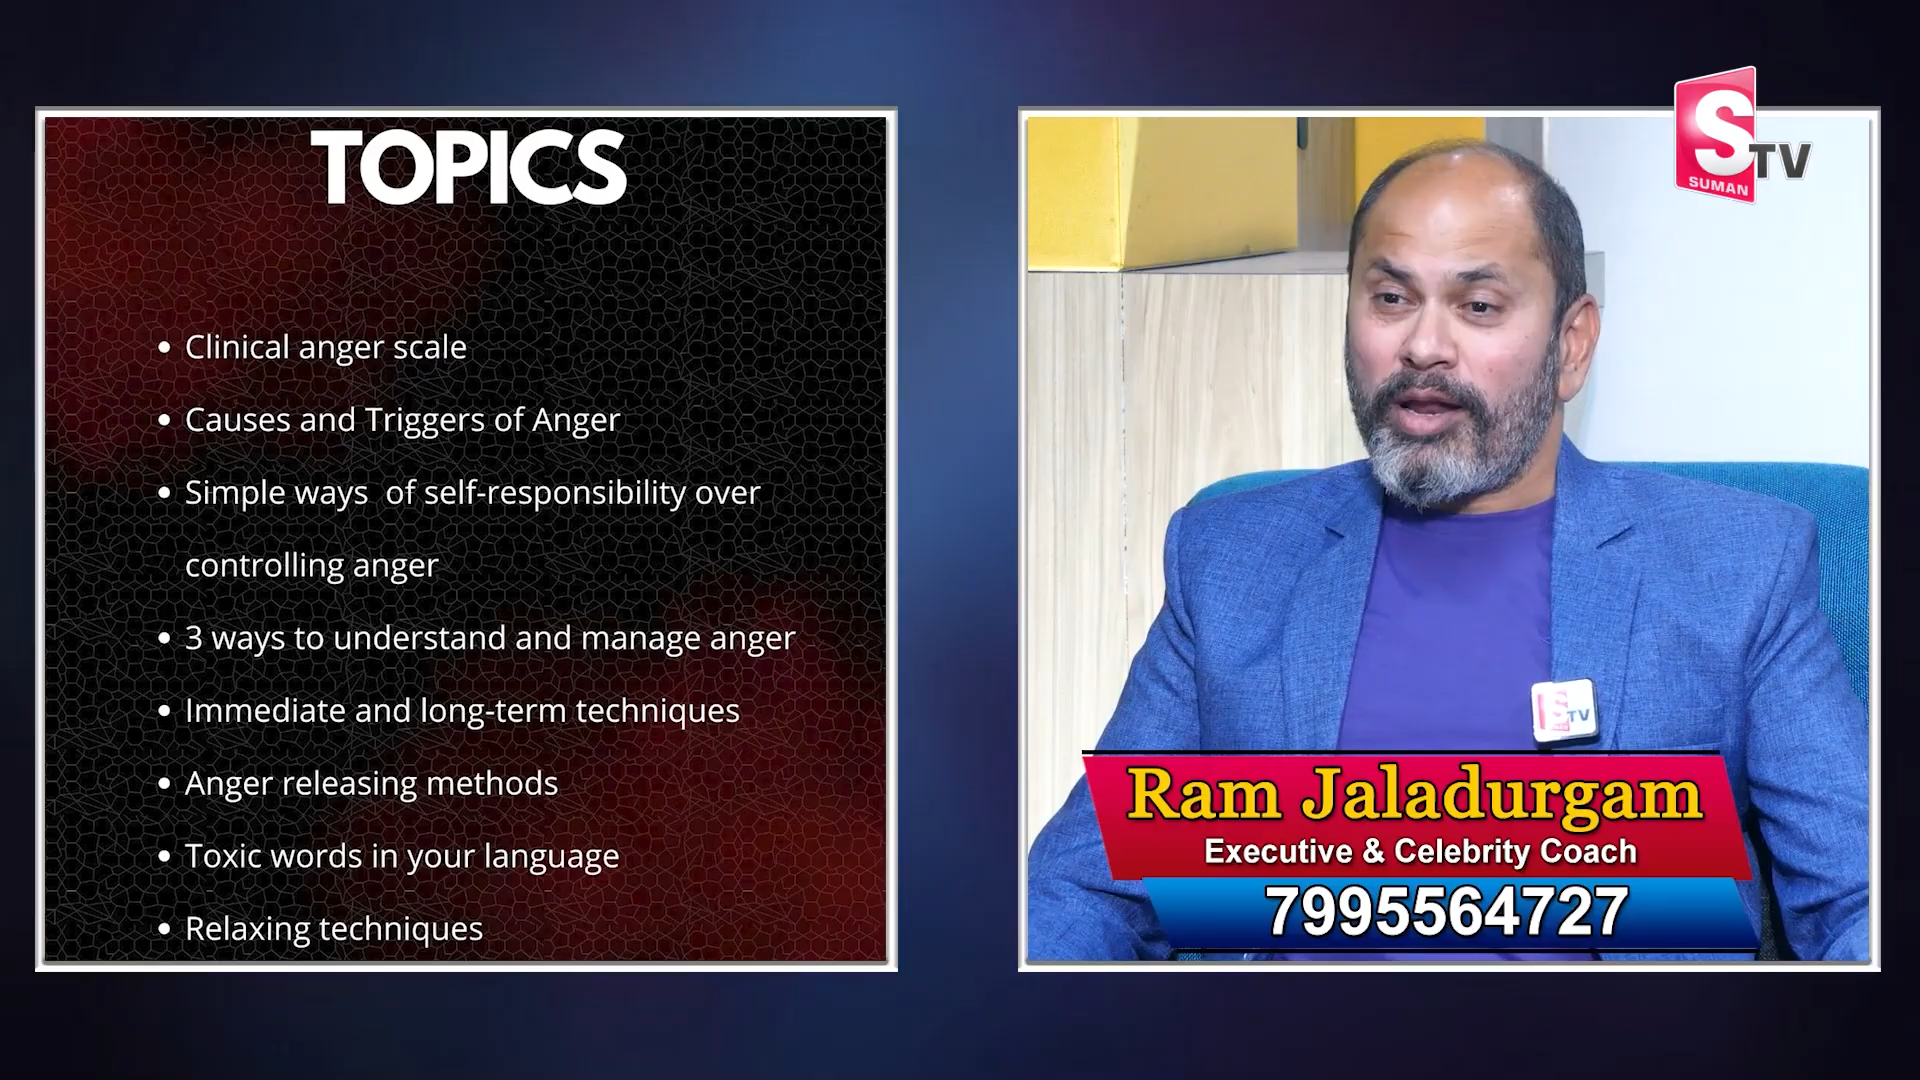 TOPICS
• Clinical anger scale
• Causes and Triggers of Anger
• Simple ways  of self-responsibility over
controlling anger
• 3 ways to understand and manage anger
• Immediate and long-term techniques
• Anger releasing methods
• Toxic words in your language
• Relaxing techniques
S TV
SUMAN
S TV
Ram Jaladurgam
Executive & Celebrity Coach
7995564727